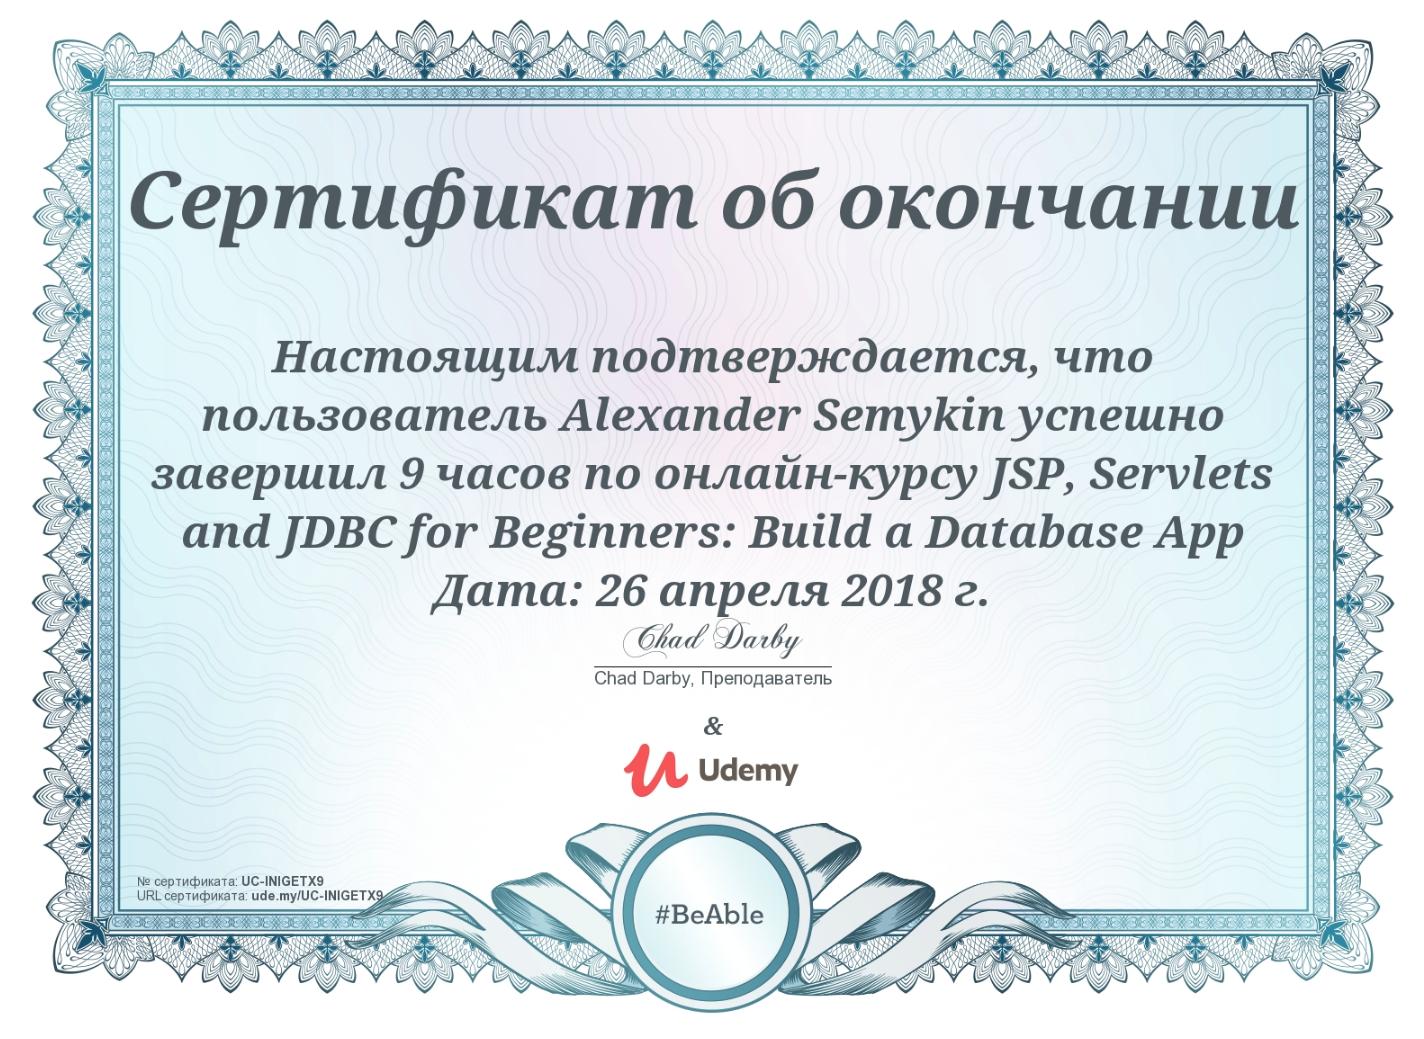 Сертификат об окончании
Настоящим подтверждается, что
пользователь Alexander Semykin успешно
завершил 9 часов по онлайн-курсу JSP, Servlets
and JDBC for Beginners: Build a Database App
Дата: 26 апреля 2018 г.
Chad Darby
Chad Darby, Преподаватель
&
Udemy
№ сертификата: UC-INIGETX9
URL сертификата: ude.my/UC-INIGETX9
#BeAble